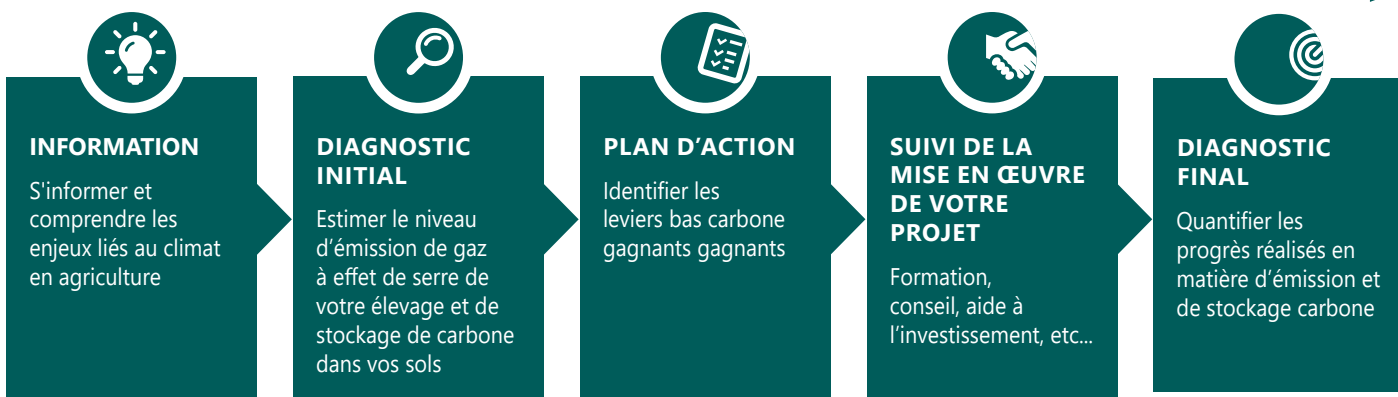 INFORMATION
S'informer et
comprendre les
enjeux liés au climat
en agriculture
DIAGNOSTIC
INITIAL
Estimer le niveau
d’émission de gaz
à effet de serre de
votre élevage et de
stockage de carbone
dans vos sols
PLAN D’ACTION
Identifier les
leviers bas carbone
gagnants gagnants
SUIVI DE LA
MISE EN ŒUVRE
DE VOTRE
PROJET
Formation,
conseil, aide à
l’investissement, etc...
DIAGNOSTIC
FINAL
Quantifier les
progrès réalisés en
matière d’émission et
de stockage carbone